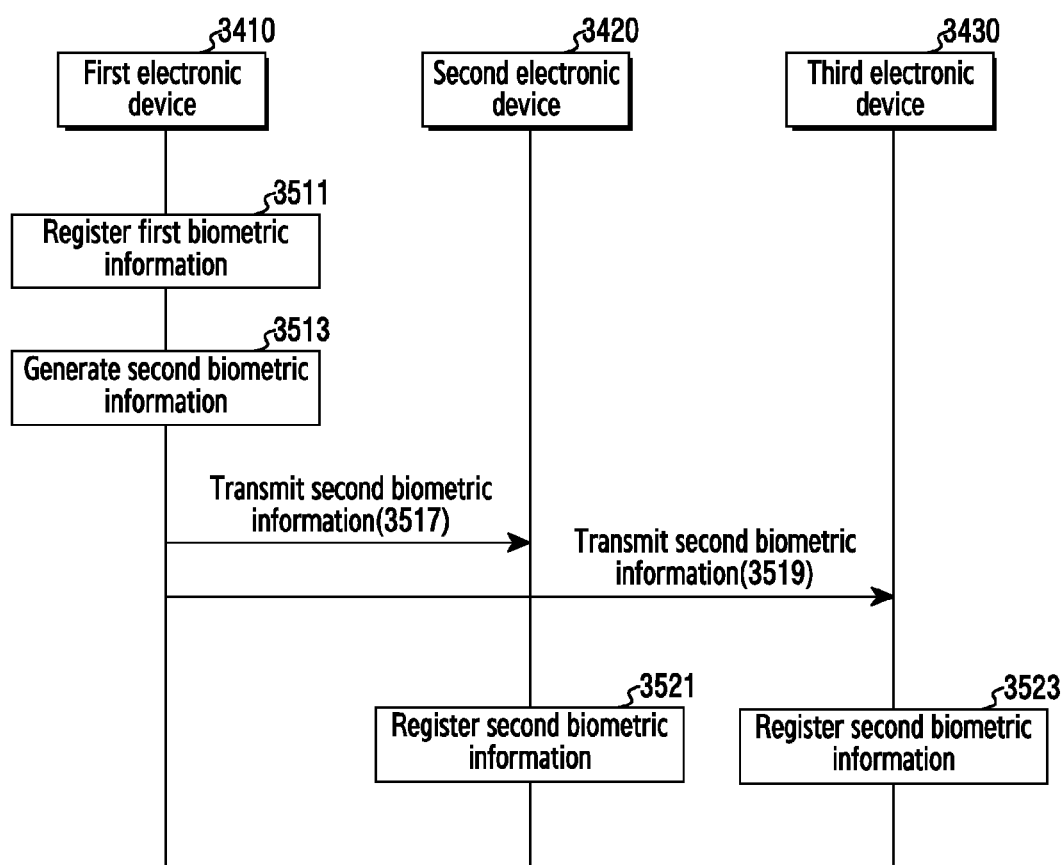 3410
3420
3430
First electronic
device
Second electronic
device
Third electronic
device
3511
Register first biometric
information
3513
Generate second biometric
information
Transmit second biometric
information(3517)
Transmit second biometric
information(3519)
3521
Register second biometric
information
3523
Register second biometric
information